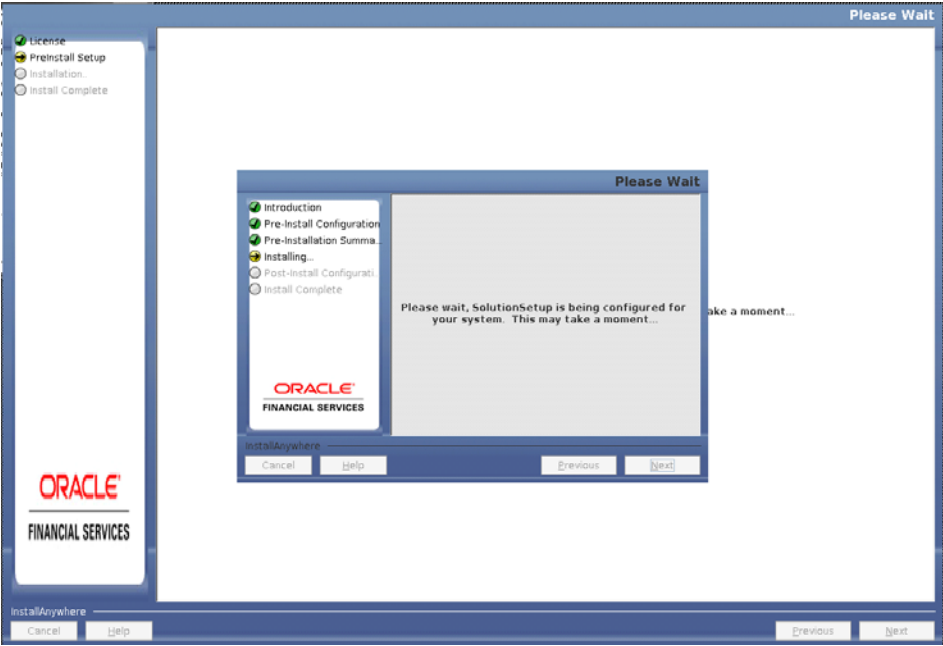 Please Wait
License
PreInstall Setup
Installation..
Install Complete
Please Wait
Introduction
Pre-Install Configuration
Pre-Installation Summa..
Installing...
Post-Install Configurati.
Install Complete
Please wait, SolutionSetup is being configured for
your system. This may take a moment...
ake a moment...
ORACLE'
FINANCIAL SERVICES
InstallAnywhere
Cancel
Help
Previous
Next
ORACLE'
FINANCIAL SERVICES
InstallAnywhere
Cancel
Help
Previous
Next